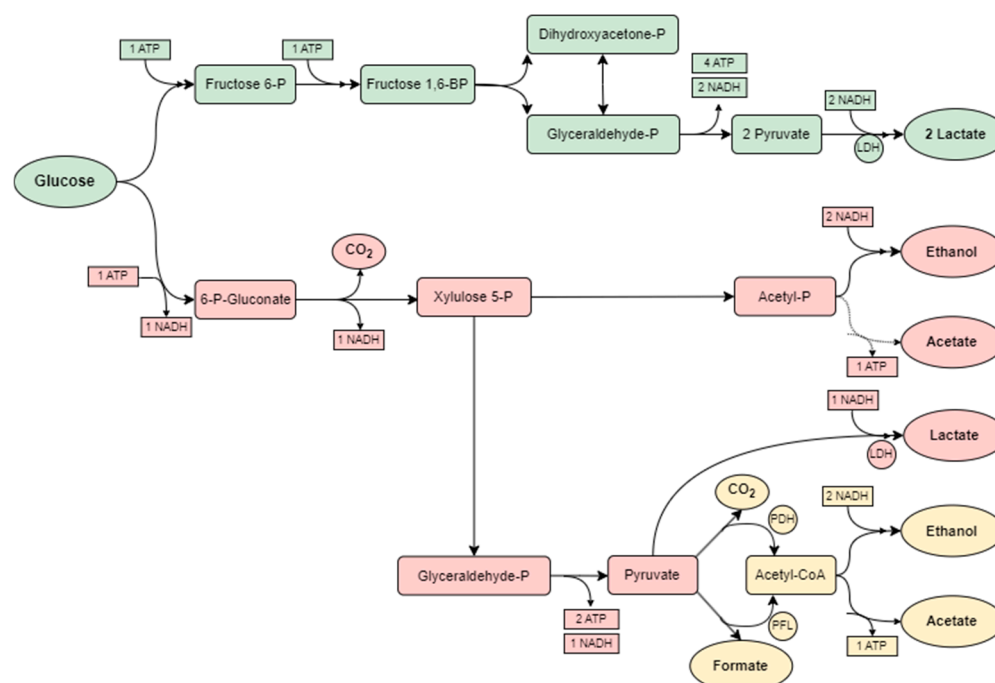 1 ATP
1 ATP
Dihydroxyacetone-P
4 ATP
2 NADH
Fructose 6-P
Fructose 1,6-BP
2 NADH
Glyceraldehyde-P
2 Pyruvate
2 Lactate
LDH
Glucose
2 NADH
CO2
Ethanol
1 ATP
6-P-Gluconate
Xylulose 5-P
Acetyl-P
1 NADH
1 NADH
Acetate
1 ATP
1 NADH
Lactate
LDH
CO2
2 NADH
PDH
Ethanol
Glyceraldehyde-P
Pyruvate
Acetyl-CoA
2 ATP
1 NADH
PFL
Acetate
1 ATP
Formate